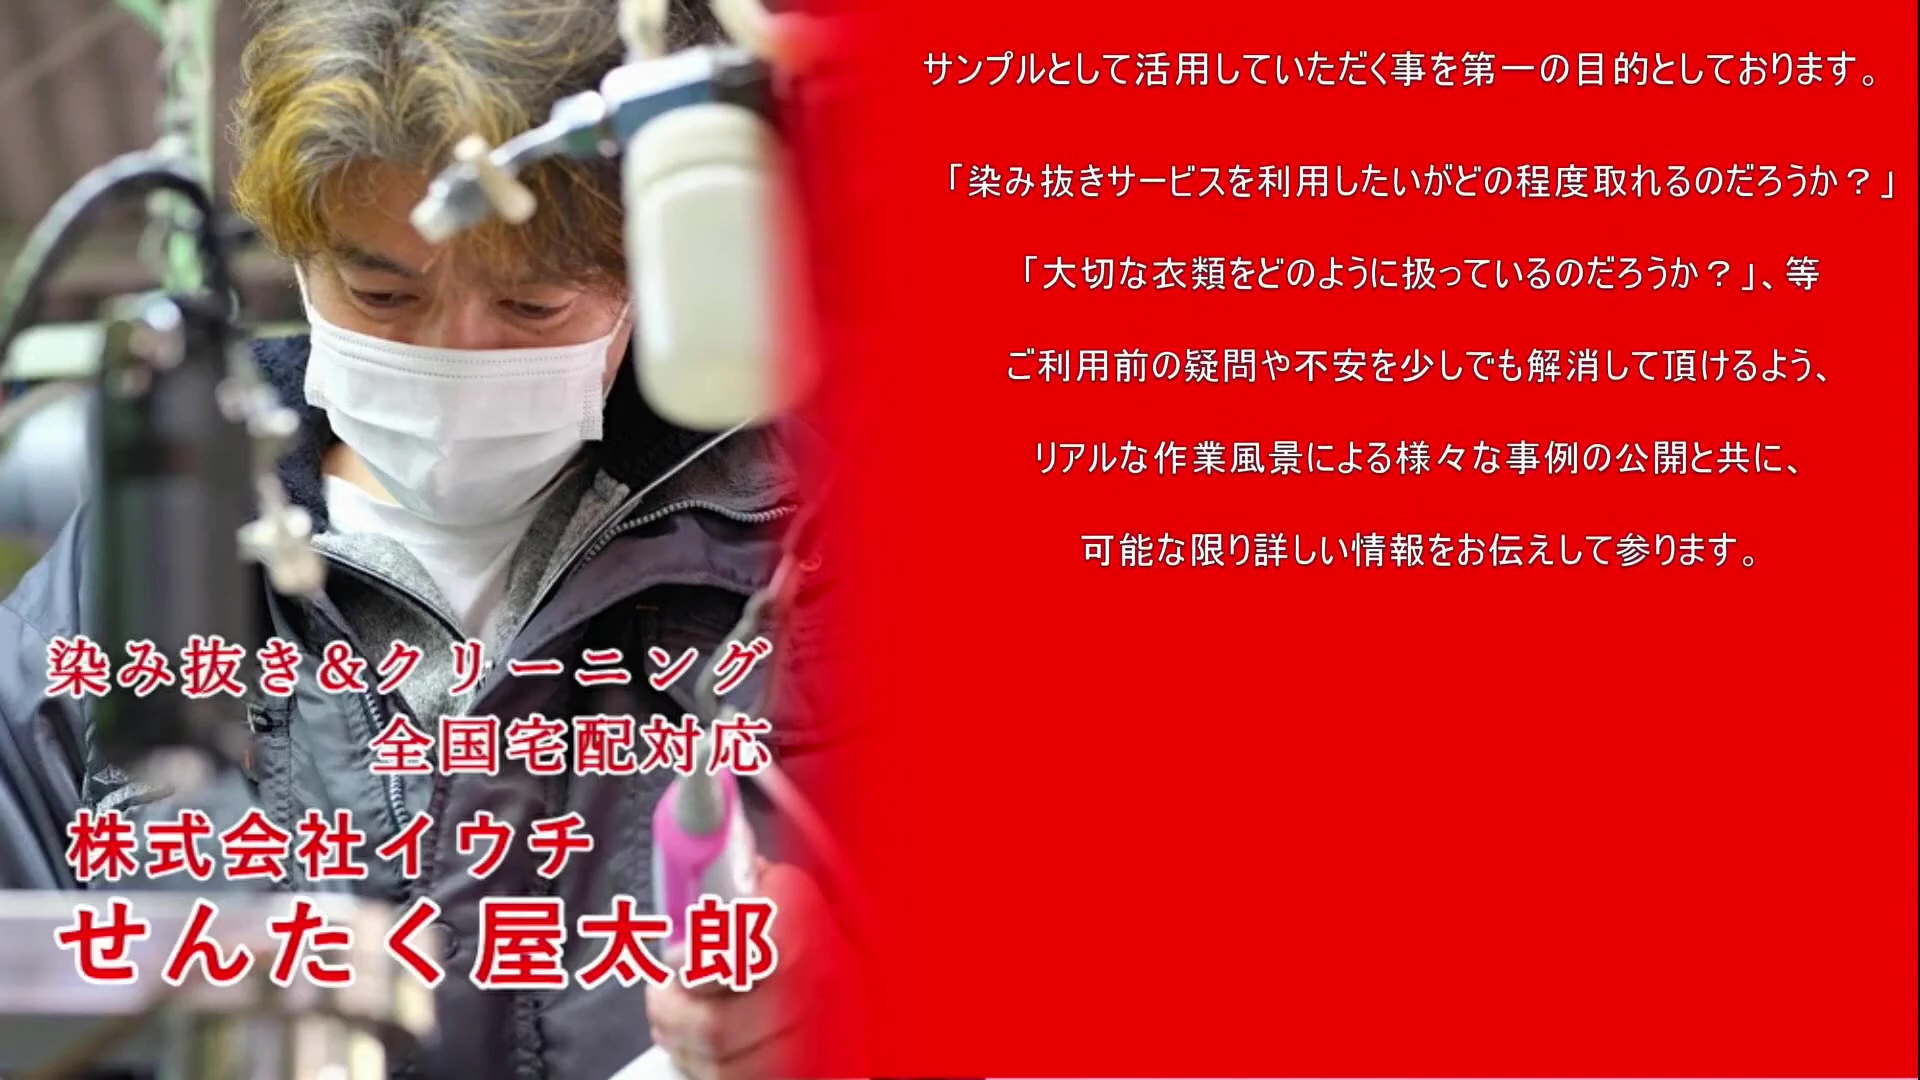 サンプルとして活用していただく事を第一の目的としております。
「染み抜きサービスを利用したいがどの程度取れるのだろうか？」
「大切な衣類をどのように扱っているのだろうか？」、等
ご利用前の疑問や不安を少しでも解消して頂けるよう、
リアルな作業風景による様々な事例の公開と共に、
可能な限り詳しい情報をお伝えして参ります。
染み抜き&クリーニング
全国宅配対応
株式会社イウチ
せんたく屋太郎